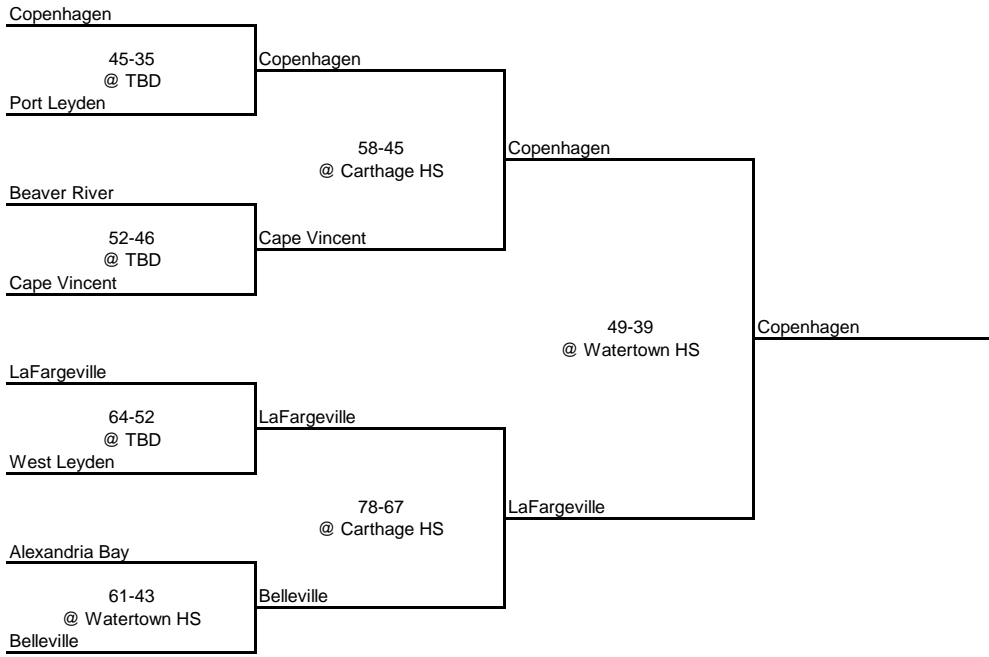 Copenhagen
45-35
@ TBD
Copenhagen
Port Leyden
58-45
@ Carthage HS
Copenhagen
Beaver River
52-46
@ TBD
Cape Vincent
Cape Vincent
49-39
@ Watertown HS
Copenhagen
LaFargeville
64-52
@ TBD
LaFargeville
West Leyden
78-67
@ Carthage HS
LaFargeville
Alexandria Bay
61-43
@ Watertown HS
Belleville
Belleville